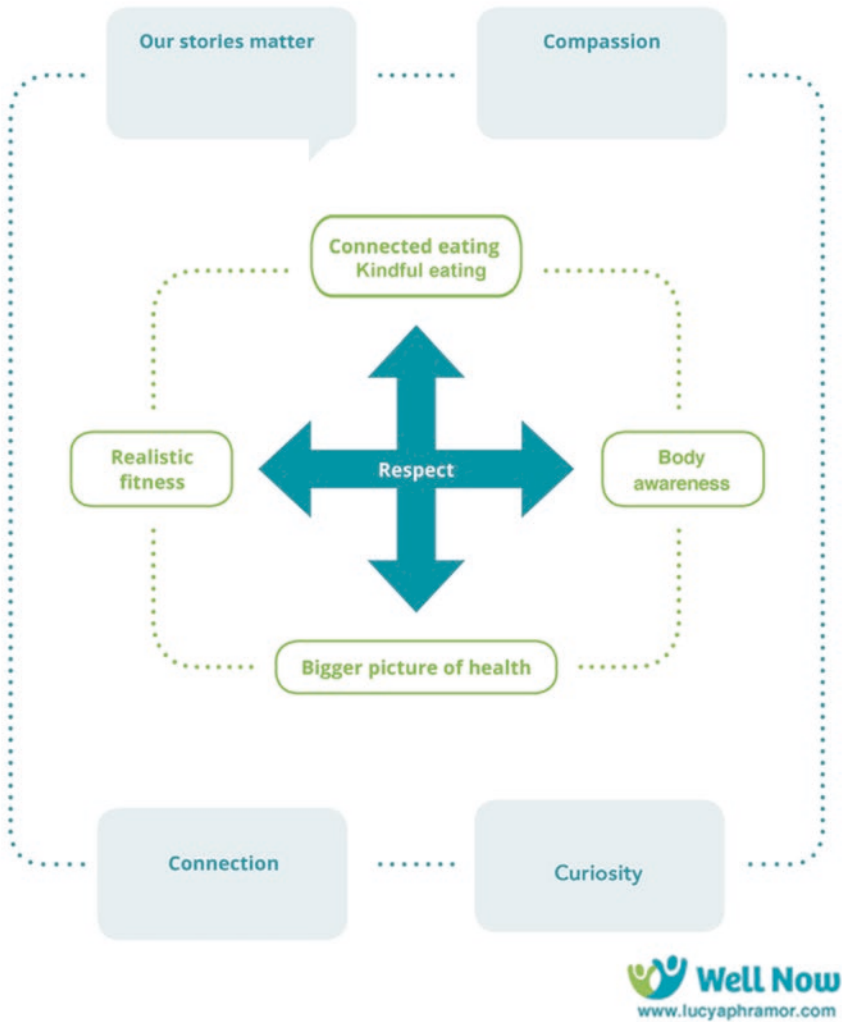 Our stories matter
Compassion
Connected eating
Kindful eating
Realistic
fitness
Respect
Body
awareness
Bigger picture of health
Connection
Curiosity
Well Now
www.lucyaphramor.com